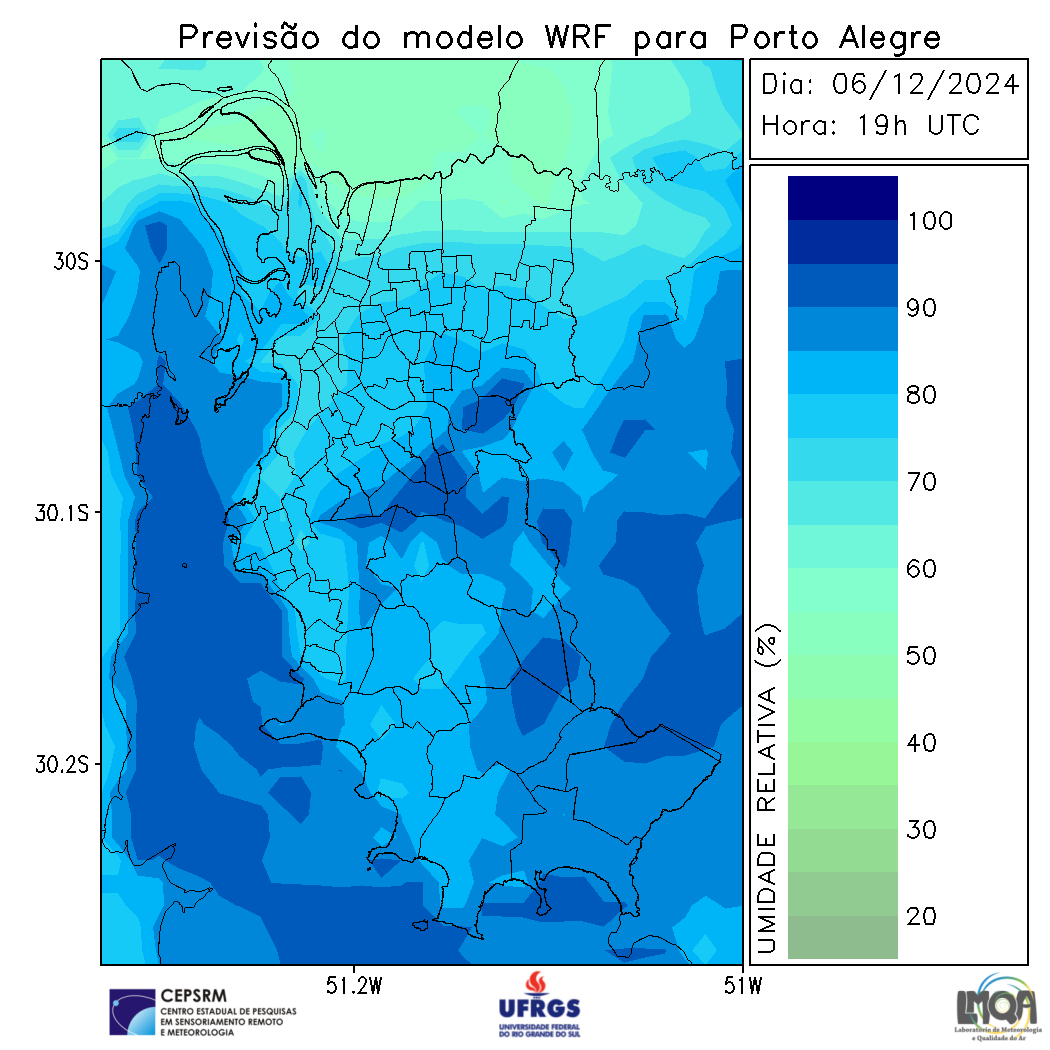 Previsão do modelo WRF para Porto Alegre
Dia: 06/12/2024
Hora: 19h UTC
30S
30.1S
30.2S
51.2W
51W
100
90
80
70
60
50
40
30
20
UMIDADE RELATIVA (%)
CEPSRM
CENTRO ESTADUAL DE PESQUISAS
EM SENSORIAMENTO REMOTO
E METEOROLOGIA
UFRGS
UNIVERSIDADE FEDERAL
DO RIO GRANDE DO SUL
LMQA
Laboratório de Meteorologia
e Qualidade do Ar